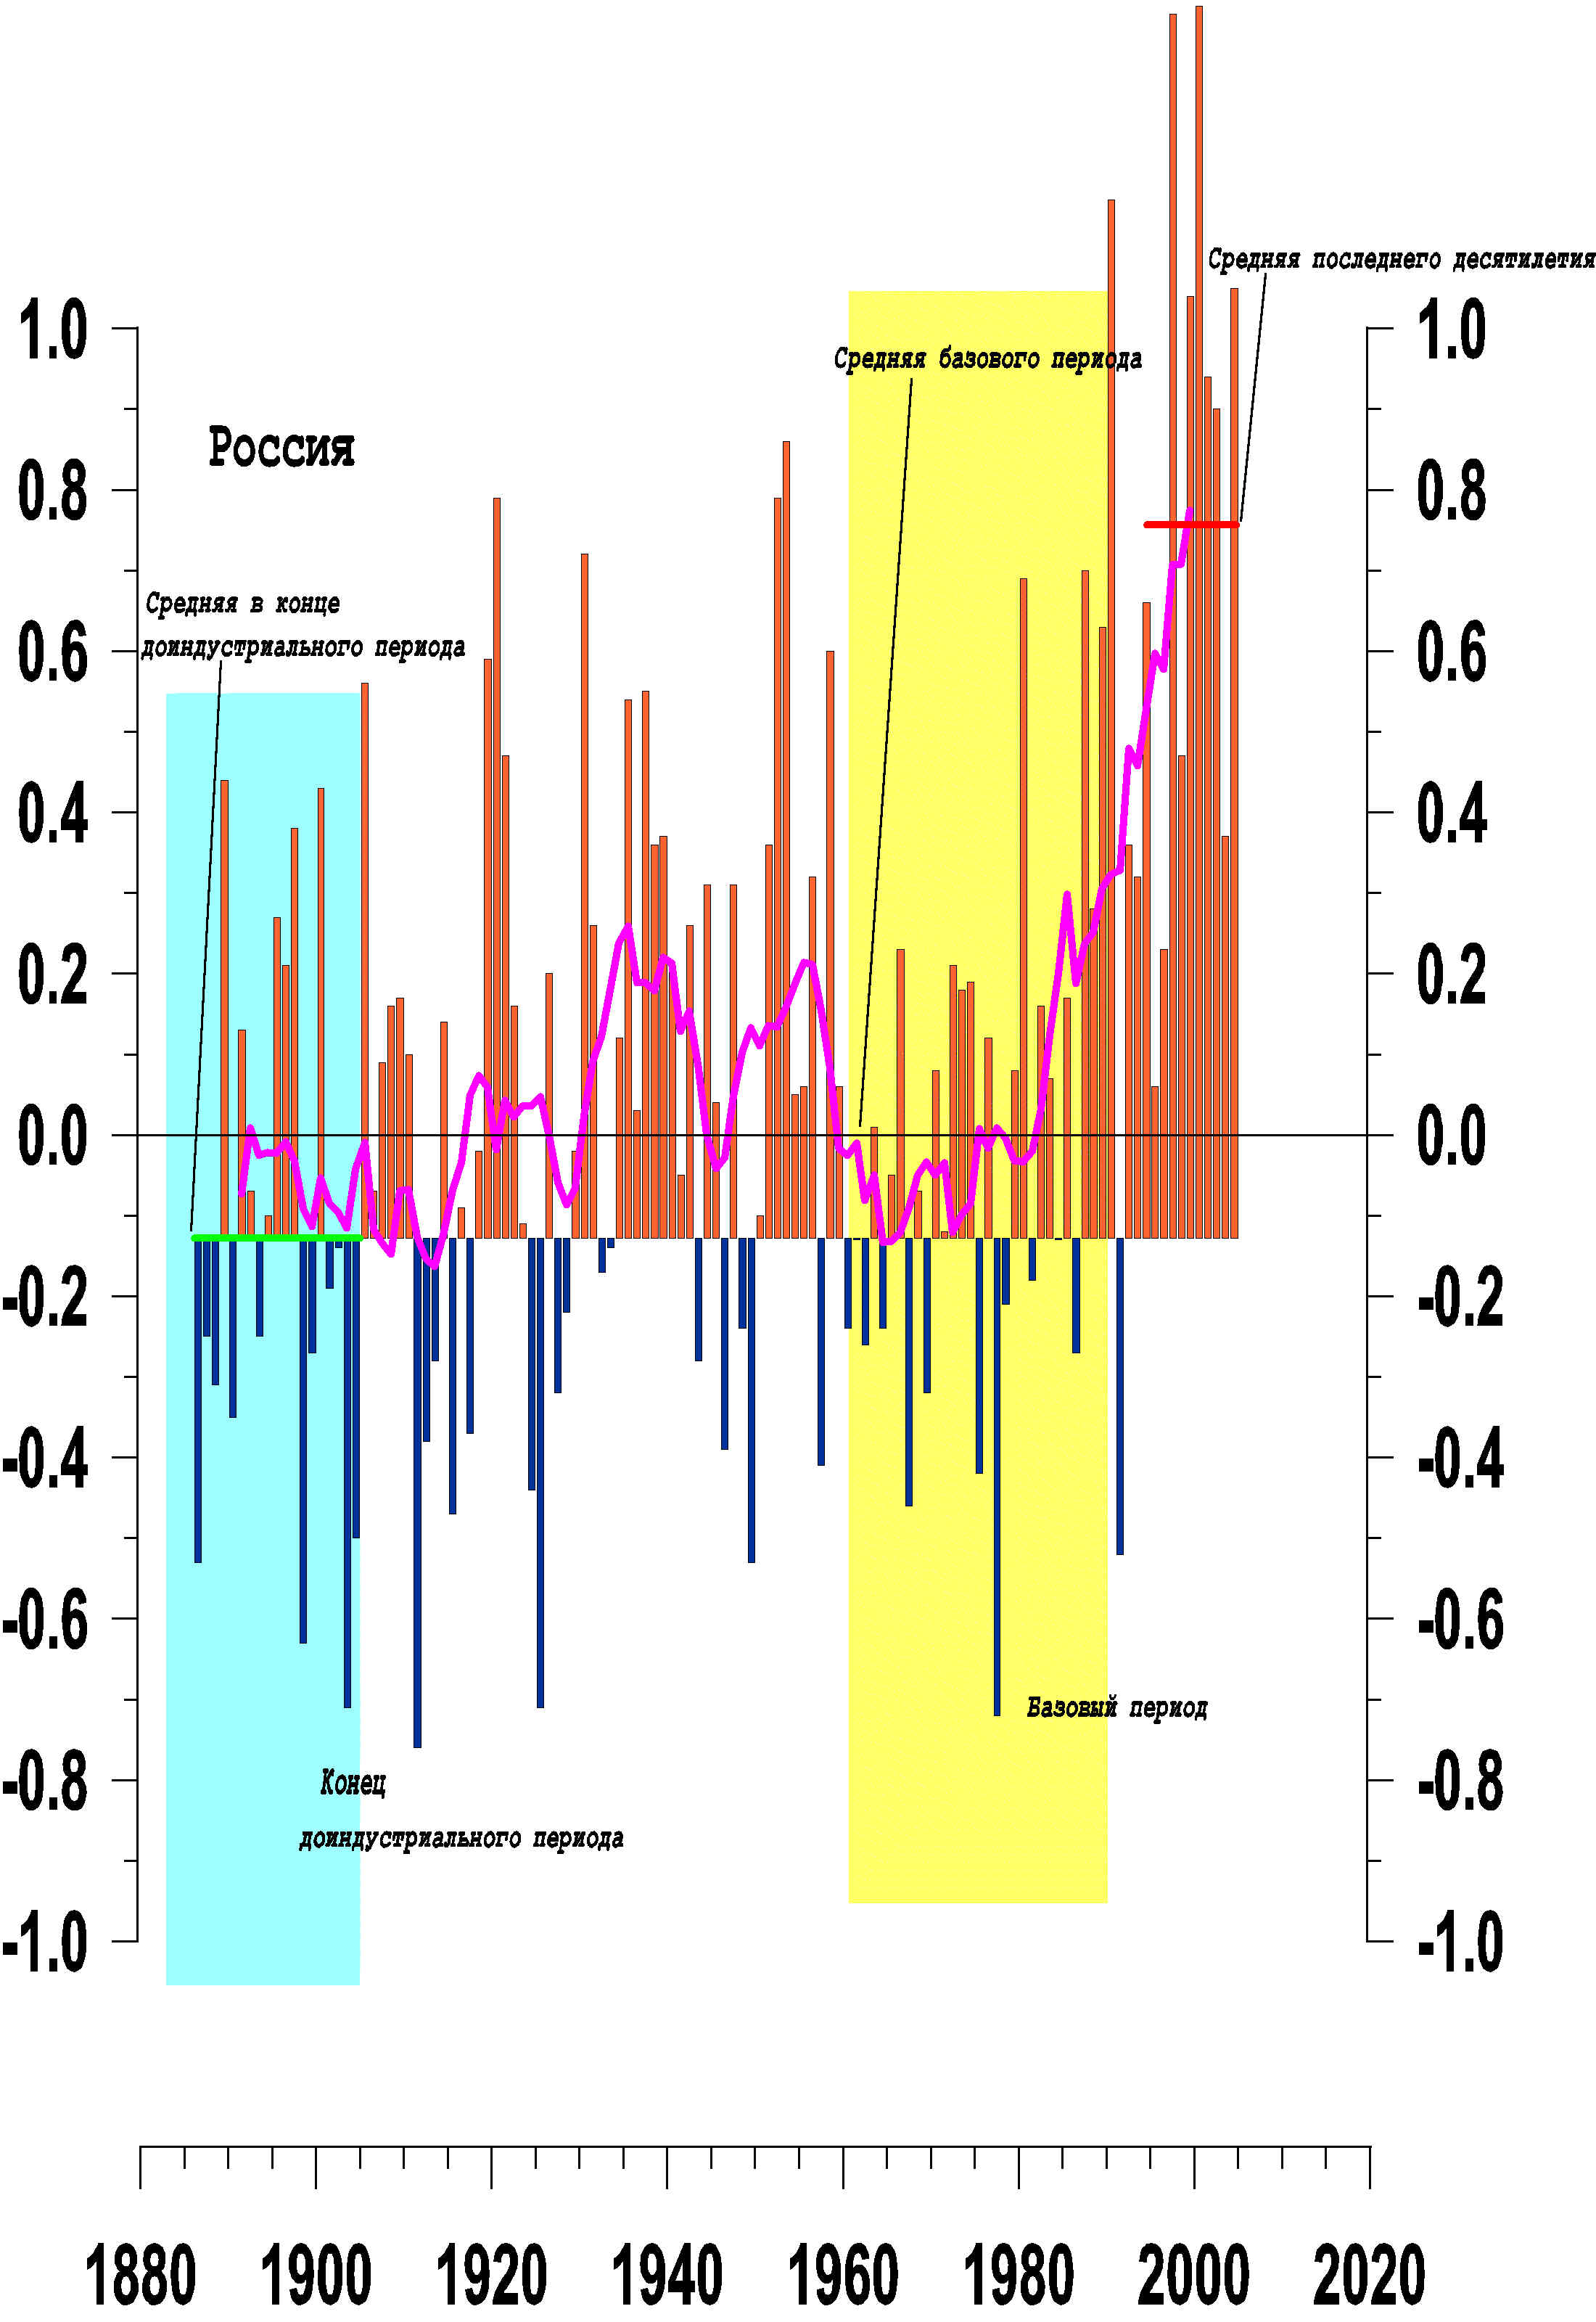 Средняя последнего десятилетия
1.0
1.0
Средняя базового периода
Россия
0.8
0.8
Средняя в конце
доиндустриального периода
0.6
0.6
0.4
0.4
0.2
0.2
0.0
0.0
-0.2
-0.2
-0.4
-0.4
-0.6
-0.6
Базовый период
-0.8
-0.8
Конец
доиндустриального периода
-1.0
-1.0
1880 1900 1920 1940 1960 1980 2000 2020